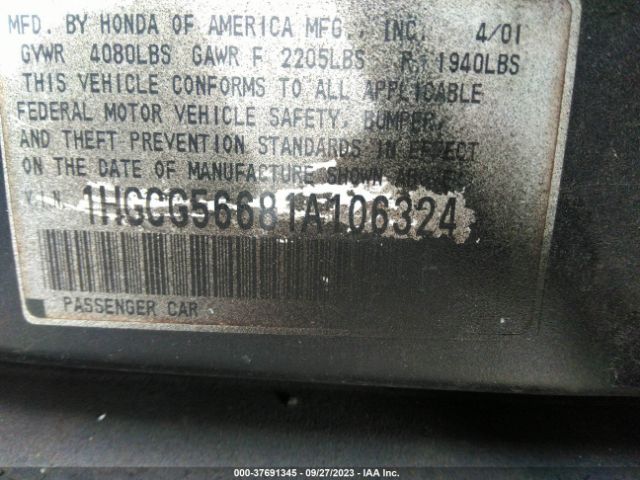 MFD. BY HONDA OF AMERICA MFG., INC. 4/01
GVWR 4080LBS GAWR F 2205LBS R. 1940LBS
THIS VEHICLE CONFORMS TO ALL APPLICABLE
FEDERAL MOTOR VEHICLE SAFETY, BUMPER,
AND THEFT PREVENTION STANDARDS IN EFFECT
ON THE DATE OF MANUFACTURE SHOWN ABOVE.
V.I.N. 1HGCG56681A106324
PASSENGER CAR
000-37691345 | 09/27/2023 | IAA Inc.